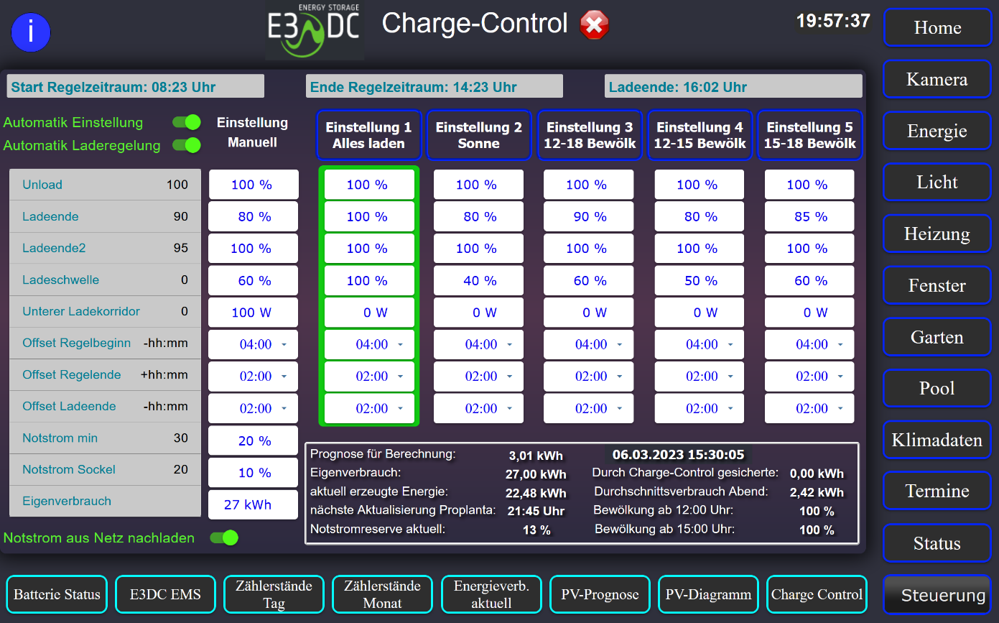 i
ENERGY STORAGE
E3 DC
Charge-Control
19:57:37
Start Regelzeitraum: 08:23 Uhr
Ende Regelzeitraum: 14:23 Uhr
Ladeende: 16:02 Uhr
Automatik Einstellung
Automatik Laderegelung
Einstellung
Manuell
Einstellung 1
Alles laden
Einstellung 2
Sonne
Einstellung 3
12-18 Bewölk
Einstellung 4
12-15 Bewölk
Einstellung 5
15-18 Bewölk
Unload 100 100 % 100 % 100 % 100 % 100 % 100 %
Ladeende 90 80 % 100 % 80 % 90 % 80 % 85 %
Ladeende2 95 100 % 100 % 100 % 100 % 100 % 100 %
Ladeschwelle 0 60 % 100 % 40 % 60 % 50 % 60 %
Unterer Ladekorridor 0 100 W 0 W 0 W 0 W 0 W 0 W
Offset Regelbeginn -hh:mm 04:00 04:00 04:00 04:00 04:00 04:00
Offset Regelende +hh:mm 02:00 02:00 02:00 02:00 02:00 02:00
Offset Ladeende -hh:mm 02:00 02:00 02:00 02:00 02:00 02:00
Notstrom min 30 20 %
Notstrom Sockel 20 10 %
Eigenverbrauch 27 kWh
Notstrom aus Netz nachladen
Prognose für Berechnung: 3,01 kWh 06.03.2023 15:30:05
Eigenverbrauch: 27,00 kWh Durch Charge-Control gesicherte: 0,00 kWh
aktuell erzeugte Energie: 22,48 kWh Durchschnittsverbrauch Abend: 2,42 kWh
nächste Aktualisierung Proplanta: 21:45 Uhr Bewölkung ab 12:00 Uhr: 100 %
Notstromreserve aktuell: 13 % Bewölkung ab 15:00 Uhr: 100 %
Home
Kamera
Energie
Licht
Heizung
Fenster
Garten
Pool
Klimadaten
Termine
Status
Steuerung
Batterie Status
E3DC EMS
Zählerstände
Tag
Zählerstände
Monat
Energieverb.
aktuell
PV-Prognose
PV-Diagramm
Charge Control